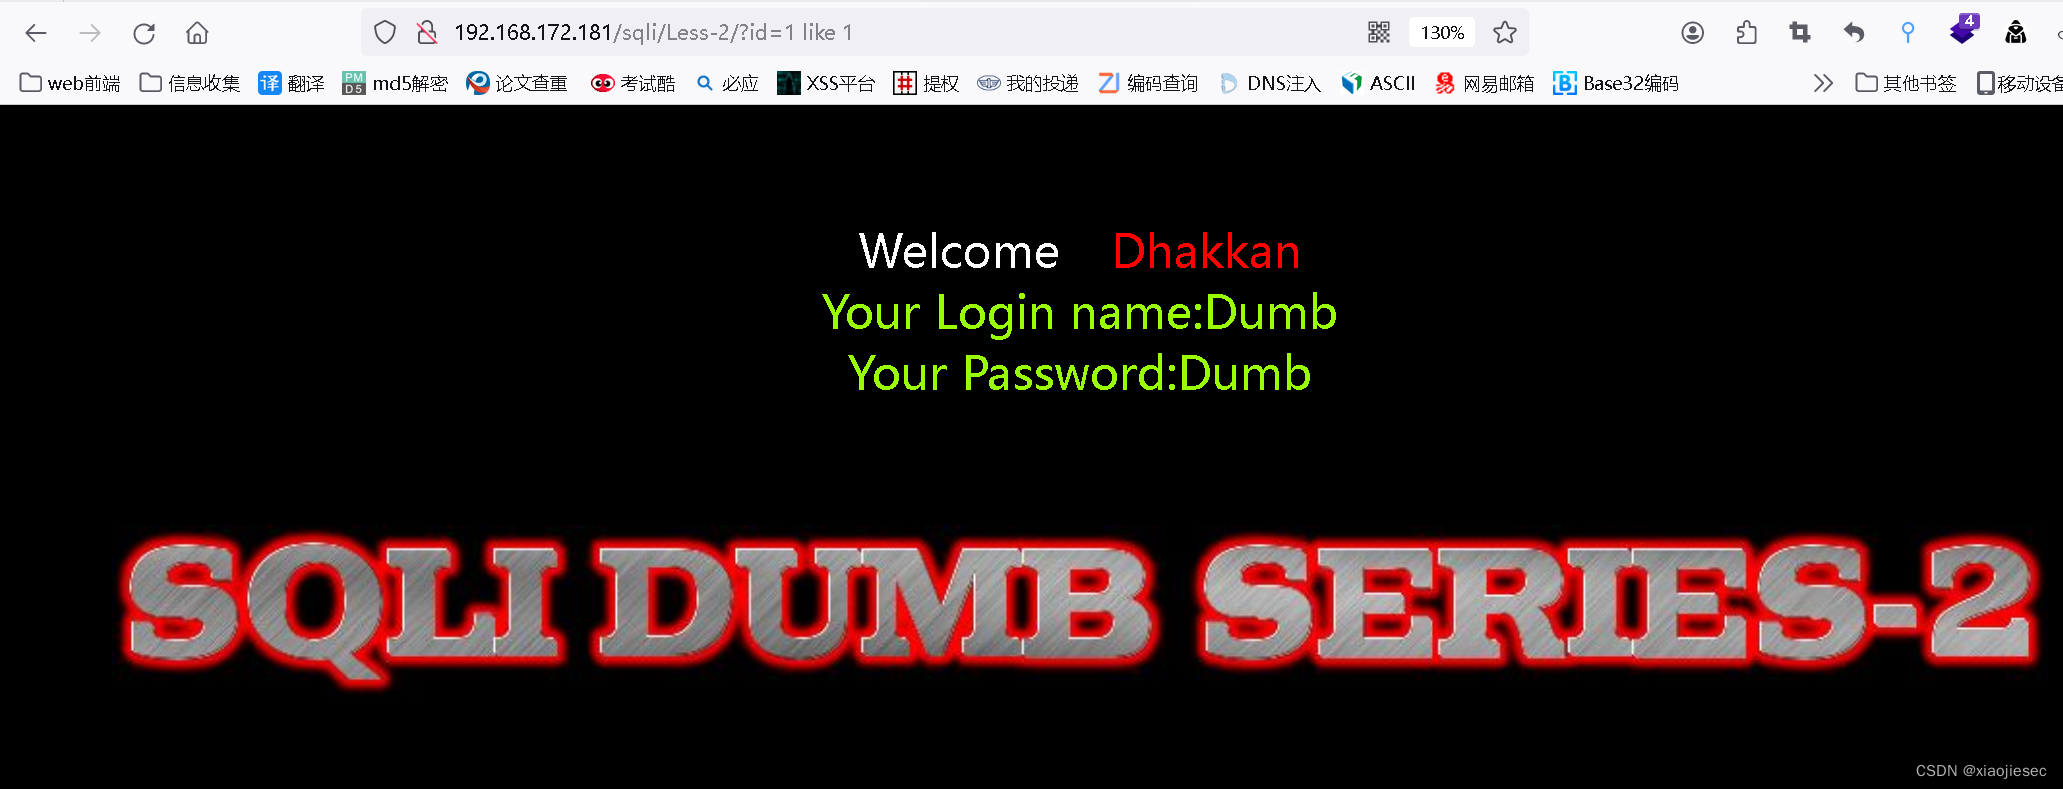 192.168.172.181/sqli/Less-2/?id=1 like 1
130%
4
web前端 信息收集 译 翻译 PM D5 md5解密 论文查重 考试酷 必应 XSS平台 提权 我的投递 ZI 编码查询 DNS注入 ASCII 网易邮箱 Base32编码 其他书签 移动设备
Welcome Dhakkan
Your Login name:Dumb
Your Password:Dumb
SQLI DUMB SERIES-2
CSDN @xiaojiesec